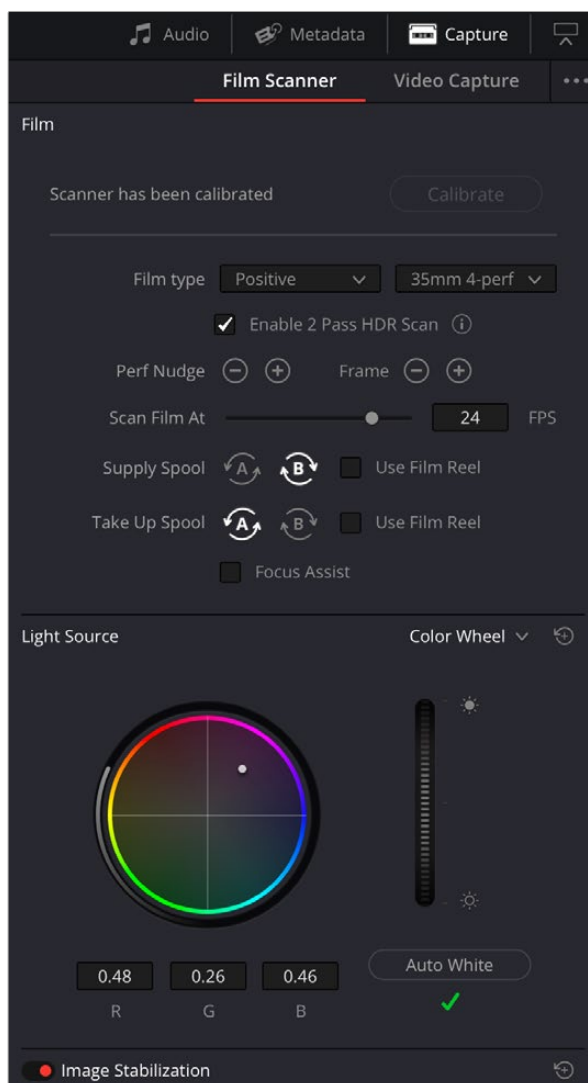 Audio Metadata Capture
Film Scanner Video Capture
Film
Scanner has been calibrated Calibrate
Film type Positive 35mm 4-perf
Enable 2 Pass HDR Scan
Perf Nudge Frame
Scan Film At 24 FPS
Supply Spool A B Use Film Reel
Take Up Spool A B Use Film Reel
Focus Assist
Light Source Color Wheel
0.48 0.26 0.46 Auto White
R G B
Image Stabilization